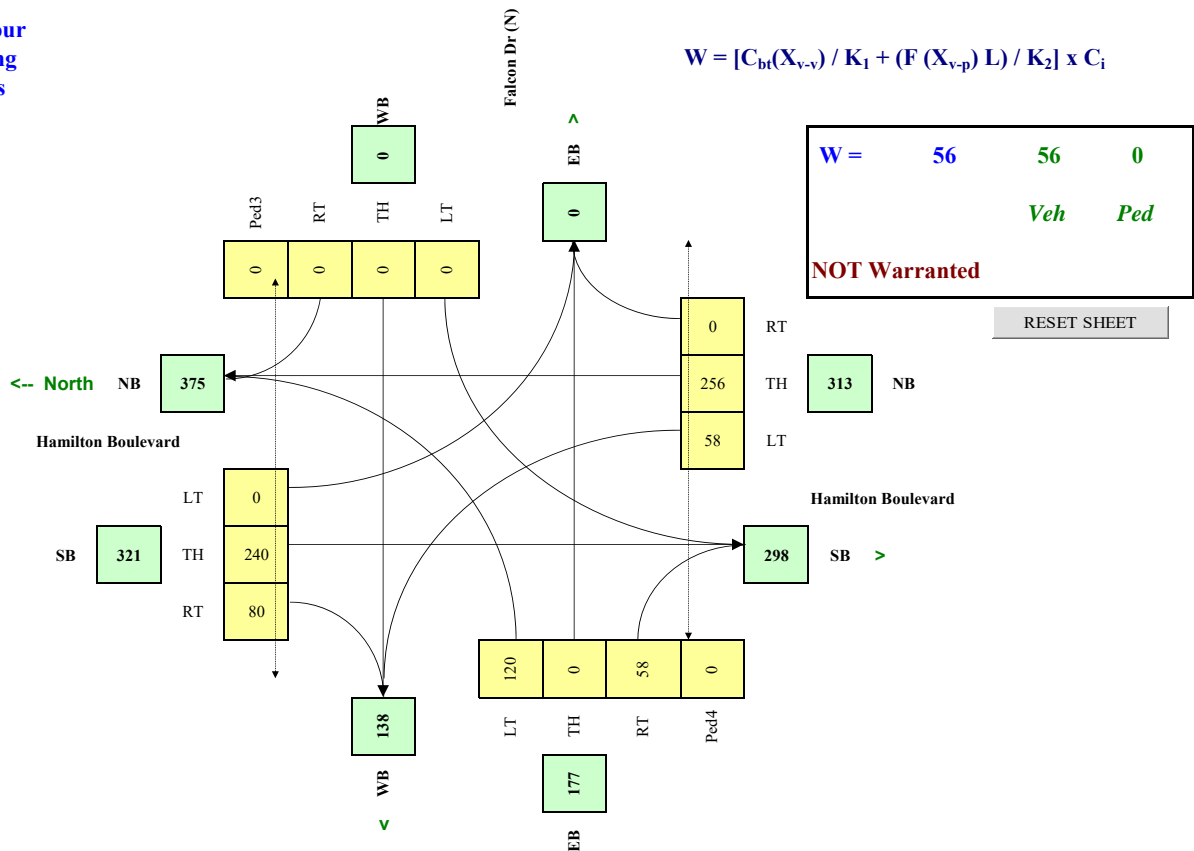 Falcon Dr (N)
W = [C_bt(X_v-v) / K_1 + (F (X_v-p) L) / K_2] x C_i
WB
0
^
EB
0
W = 56 56 0
Veh Ped
NOT Warranted
RESET SHEET
Ped3 RT TH LT
0 0 0 0
0 RT
256 TH 313 NB
58 LT
<-- North NB 375
Hamilton Boulevard
LT 0
SB 321 TH 240
RT 80
Hamilton Boulevard
298 SB >
120 0 58 0
LT TH RT Ped4
138
WB
v
177
EB